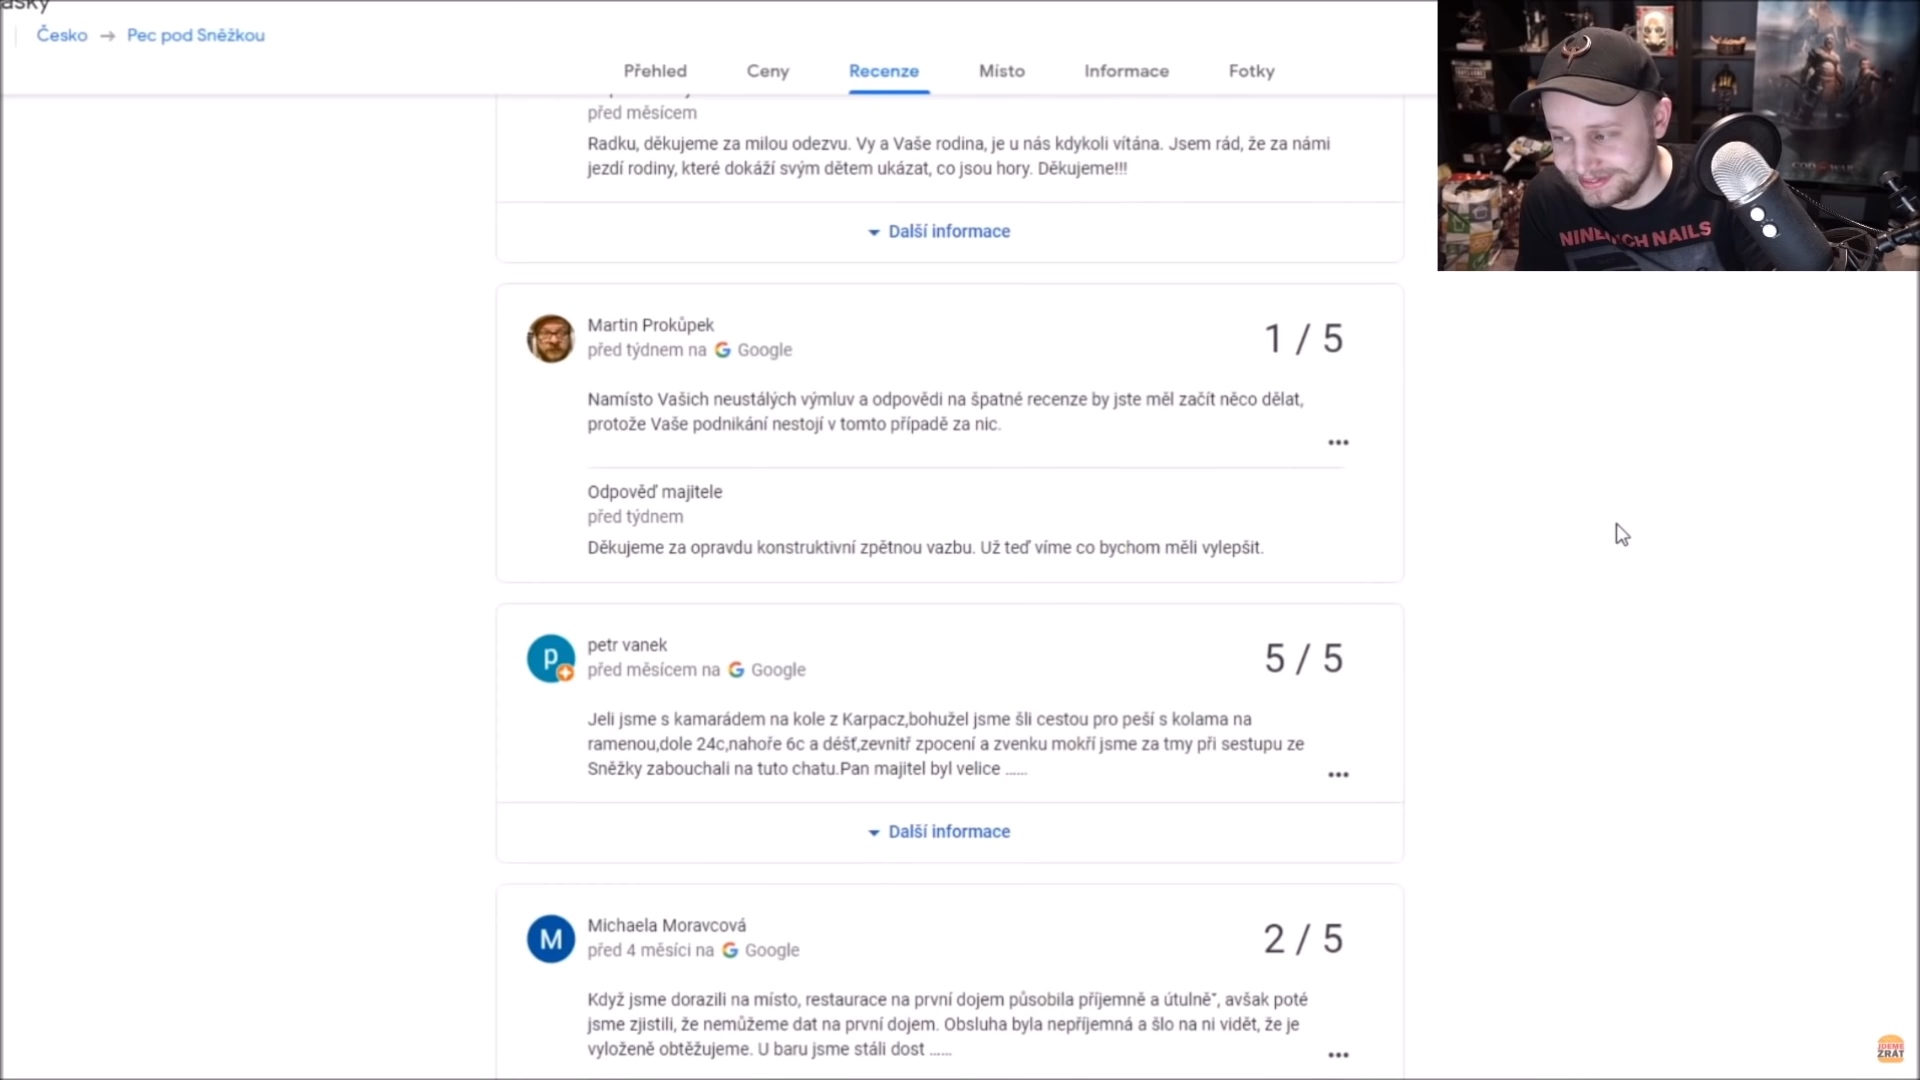 Česko → Pec pod Sněžkou
Přehled Ceny Recenze Místo Informace Fotky
před měsícem
Radku, děkujeme za milou odezvu. Vy a Vaše rodina, je u nás kdykoli vítána. Jsem rád, že za námi
jezdí rodiny, které dokáží svým dětem ukázat, co jsou hory. Děkujeme!!!
Další informace
Martin Prokůpek
před týdnem na G Google
1 / 5
Namísto Vašich neustálých výmluv a odpovědi na špatné recenze by jste měl začít něco dělat,
protože Vaše podnikání nestojí v tomto případě za nic.
Odpověď majitele
před týdnem
Děkujeme za opravdu konstruktivní zpětnou vazbu. Už teď víme co bychom měli vylepšit.
p
petr vanek
před měsícem na G Google
5 / 5
Jeli jsme s kamarádem na kole z Karpacz,bohužel jsme šli cestou pro peší s kolama na
ramenou,dole 24c,nahoře 6c a déšť,zevnitř zpocení a zvenku mokří jsme za tmy při sestupu ze
Sněžky zabouchali na tuto chatu.Pan majitel byl velice ......
Další informace
M
Michaela Moravcová
před 4 měsíci na G Google
2 / 5
Když jsme dorazili na místo, restaurace na první dojem působila příjemně a útulně˜, avšak poté
jsme zjistili, že nemůžeme dat na první dojem. Obsluha byla nepříjemná a šlo na ni vidět, že je
vyloženě obtěžujeme. U baru jsme stáli dost ......
NAILS
GOD WAR
JDEME
ŽRÁT